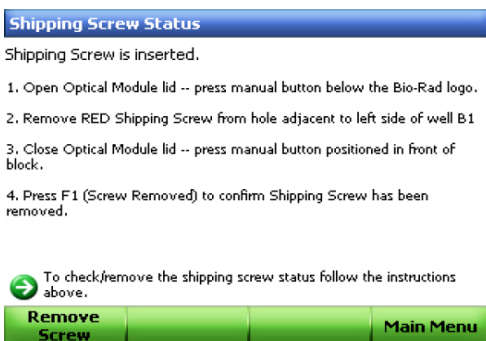 Shipping Screw Status
Shipping Screw is inserted.
1. Open Optical Module lid -- press manual button below the Bio-Rad logo.
2. Remove RED Shipping Screw from hole adjacent to left side of well B1
3. Close Optical Module lid -- press manual button positioned in front of
block.
4. Press F1 (Screw Removed) to confirm Shipping Screw has been
removed.
To check/remove the shipping screw status follow the instructions
above.
Remove
Screw
Main Menu